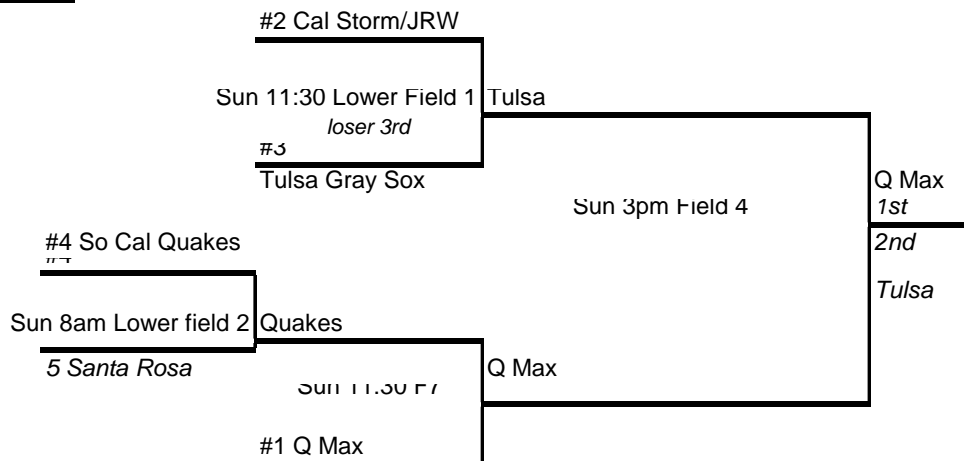 #2 Cal Storm/JRW
Sun 11:30 Lower Field 1 Tulsa
loser 3rd
#3
Tulsa Gray Sox
Q Max
Sun 3pm Field 4
1st
#4 So Cal Quakes
2nd
Tulsa
Sun 8am Lower field 2 Quakes
5 Santa Rosa
Q Max
Sun 11:30 F7
#1 Q Max